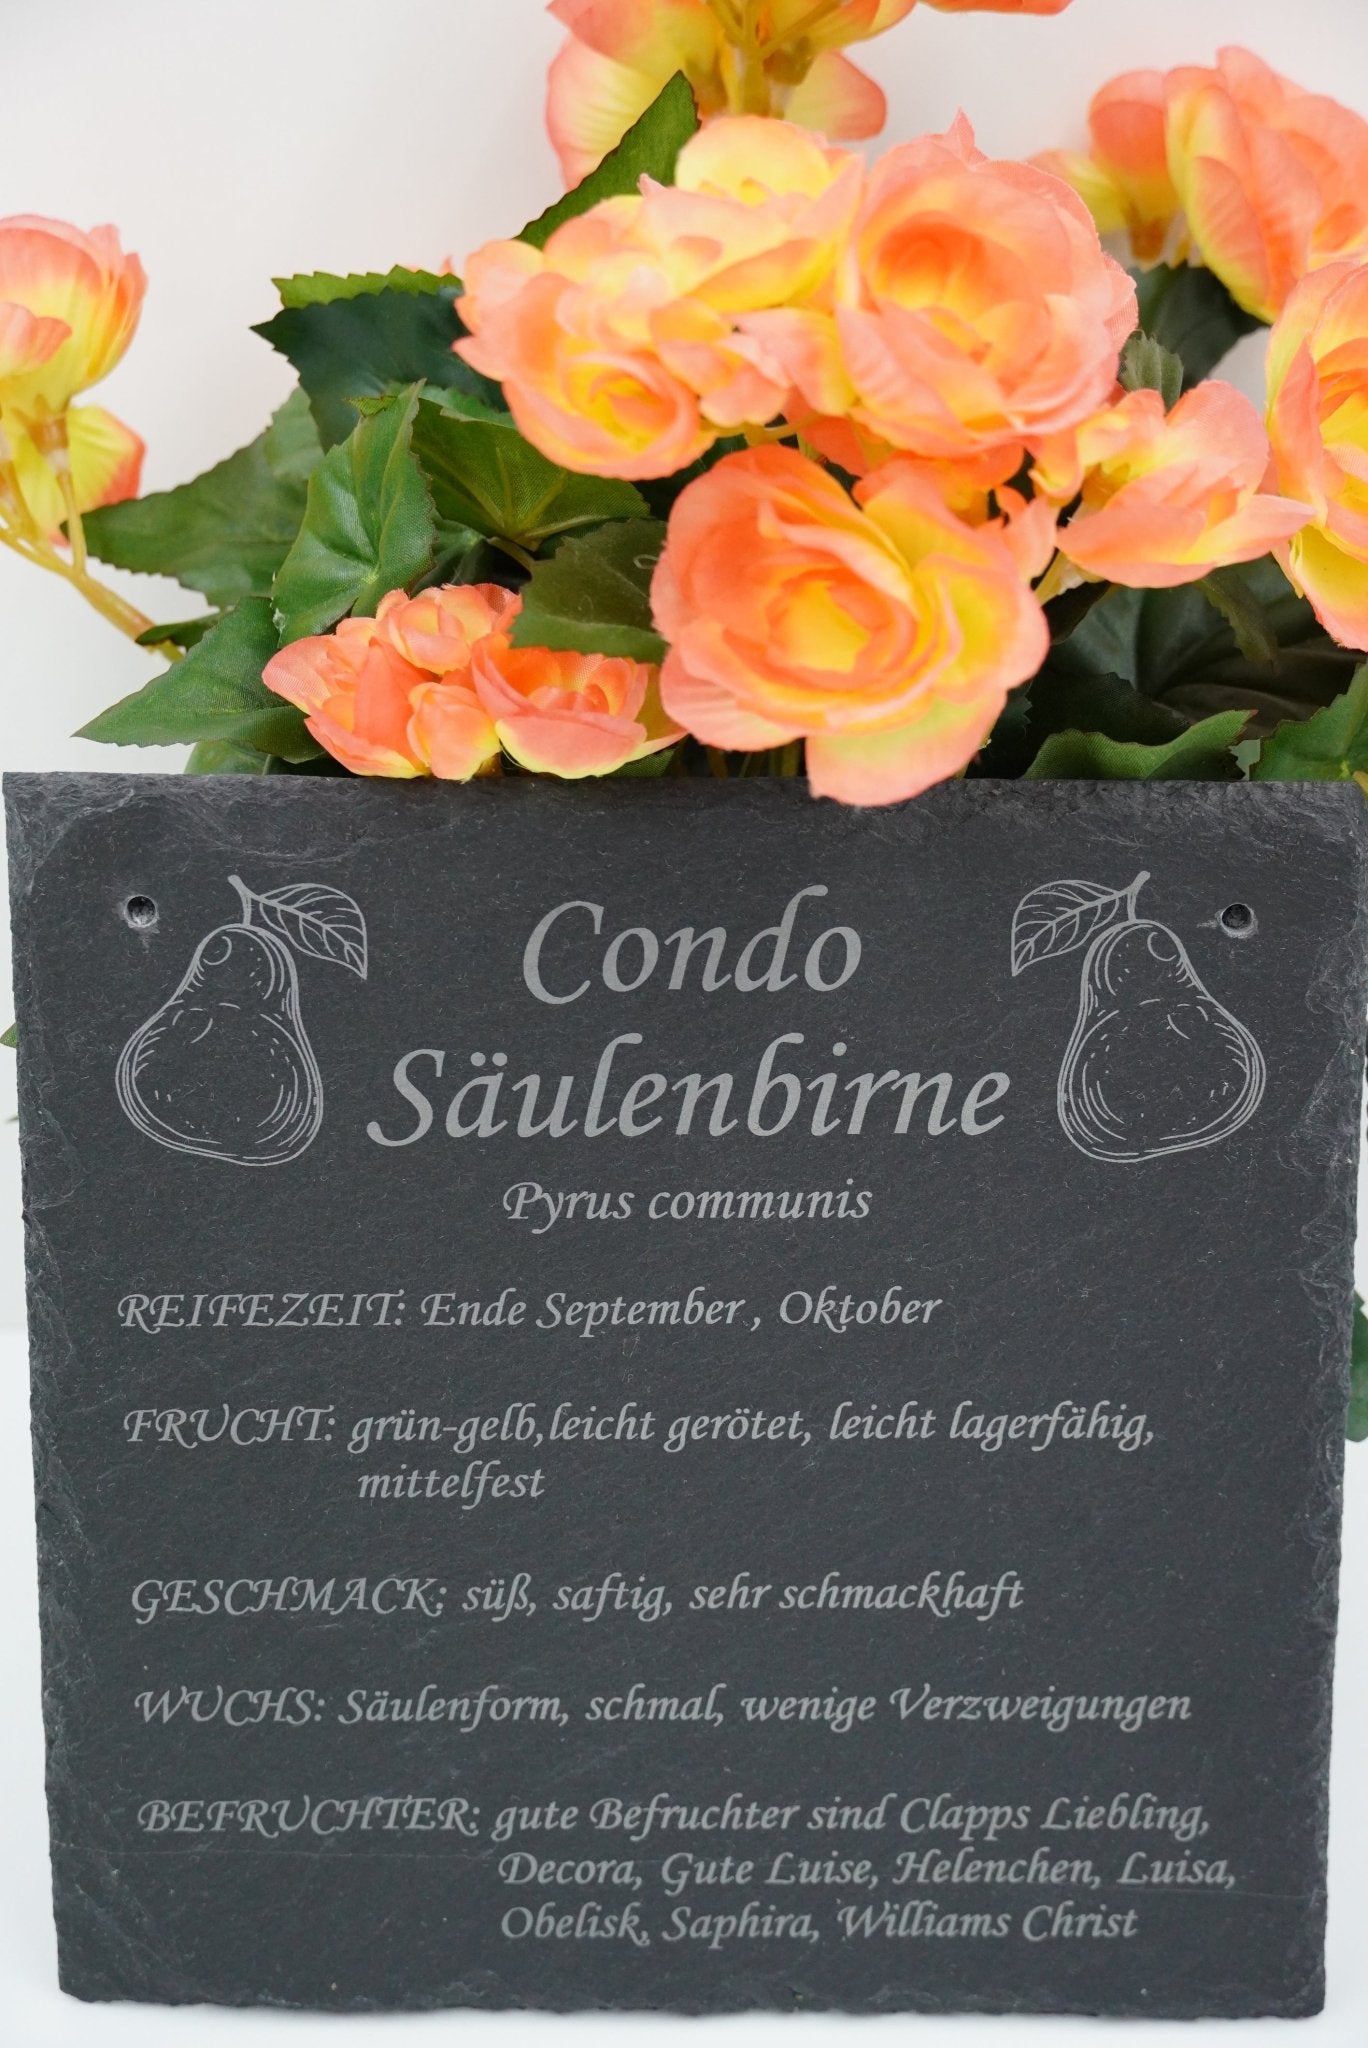 Condo
Säulenbirne
Pyrus communis
REIFEZEIT: Ende September, Oktober
FRUCHT: grün-gelb,leicht gerötet, leicht lagerfähig,
mittelfest
GESCHMACK: süß, saftig, sehr schmackhaft
WUCHS: Säulenform, schmal, wenige Verzweigungen
BEFRUCHTER: gute Befruchter sind Clapps Liebling,
Decora, Gute Luise, Helenchen, Luisa,
Obelisk, Saphira, Williams Christ